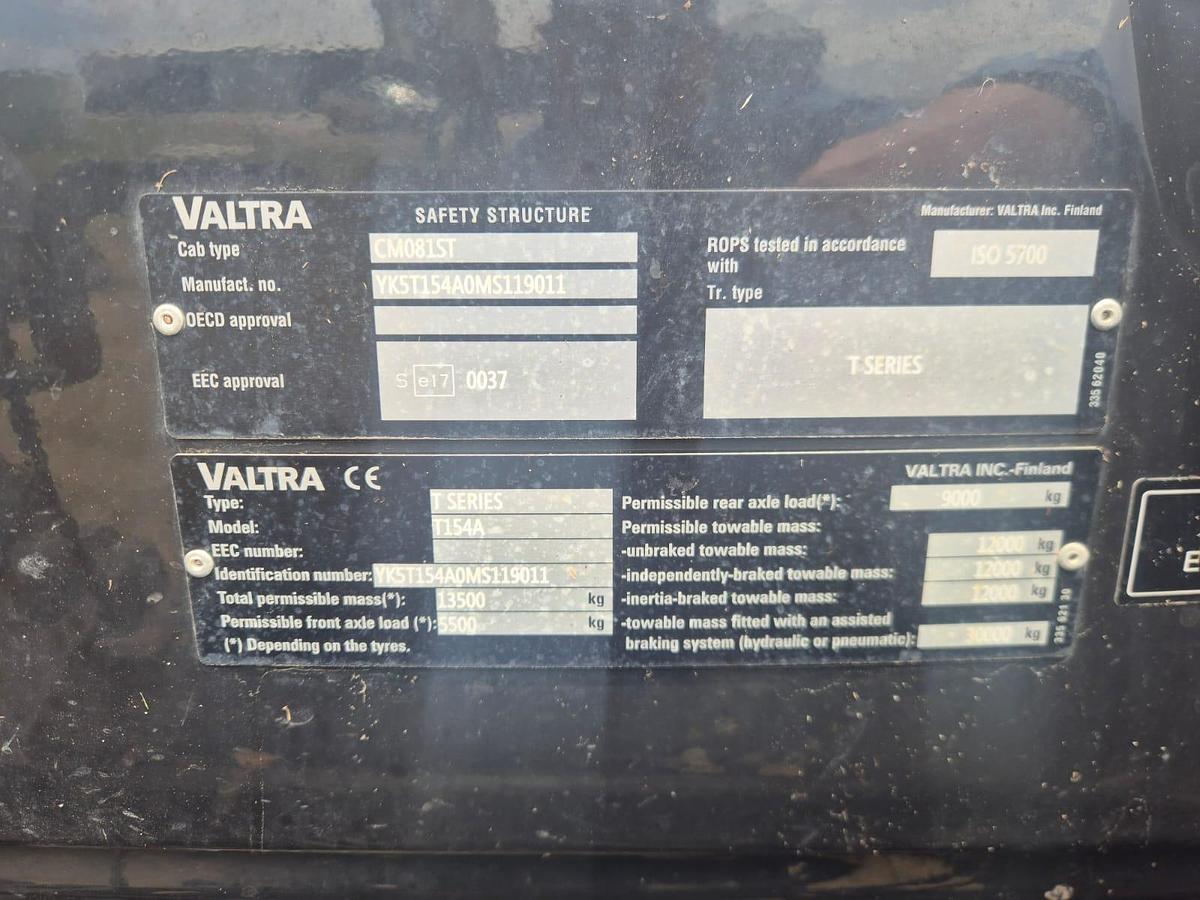 VALTRA SAFETY STRUCTURE Manufacturer: VALTRA Inc. Finland
Cab type CM081ST
Manufact. no. YK5T154A0MS119011
OECD approval
EEC approval S e17 0037
ROPS tested in accordance with ISO 5700
Tr. type
T SERIES
33562040
VALTRA CE VALTRA INC.-Finland
Type: T SERIES
Model: T154A
EEC number:
Identification number: YK5T154A0MS119011
Total permissible mass(*): 13500 kg
Permissible front axle load (*): 5500 kg
(*) Depending on the tyres.
Permissible rear axle load(*): 9000 kg
Permissible towable mass:
-unbraked towable mass: 12000 kg
-independently-braked towable mass: 12000 kg
-inertia-braked towable mass: 12000 kg
-towable mass fitted with an assisted
braking system (hydraulic or pneumatic): 30000 kg
E